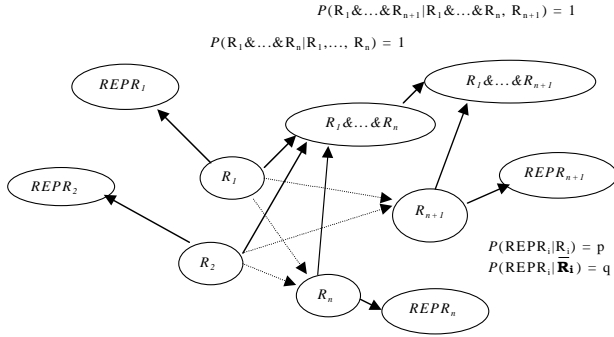 P(R₁&...&Rₙ₊₁|R₁&...&Rₙ, Rₙ₊₁) = 1
P(R₁&...&Rₙ|R₁,..., Rₙ) = 1
REPR₁
R₁&...&Rₙ
R₁&...&Rₙ₊₁
REPR₂
R₁
Rₙ₊₁
REPRₙ₊₁
R₂
Rₙ
REPRₙ
P(REPRᵢ|Rᵢ) = p
P(REPRᵢ|R̅ᵢ) = q